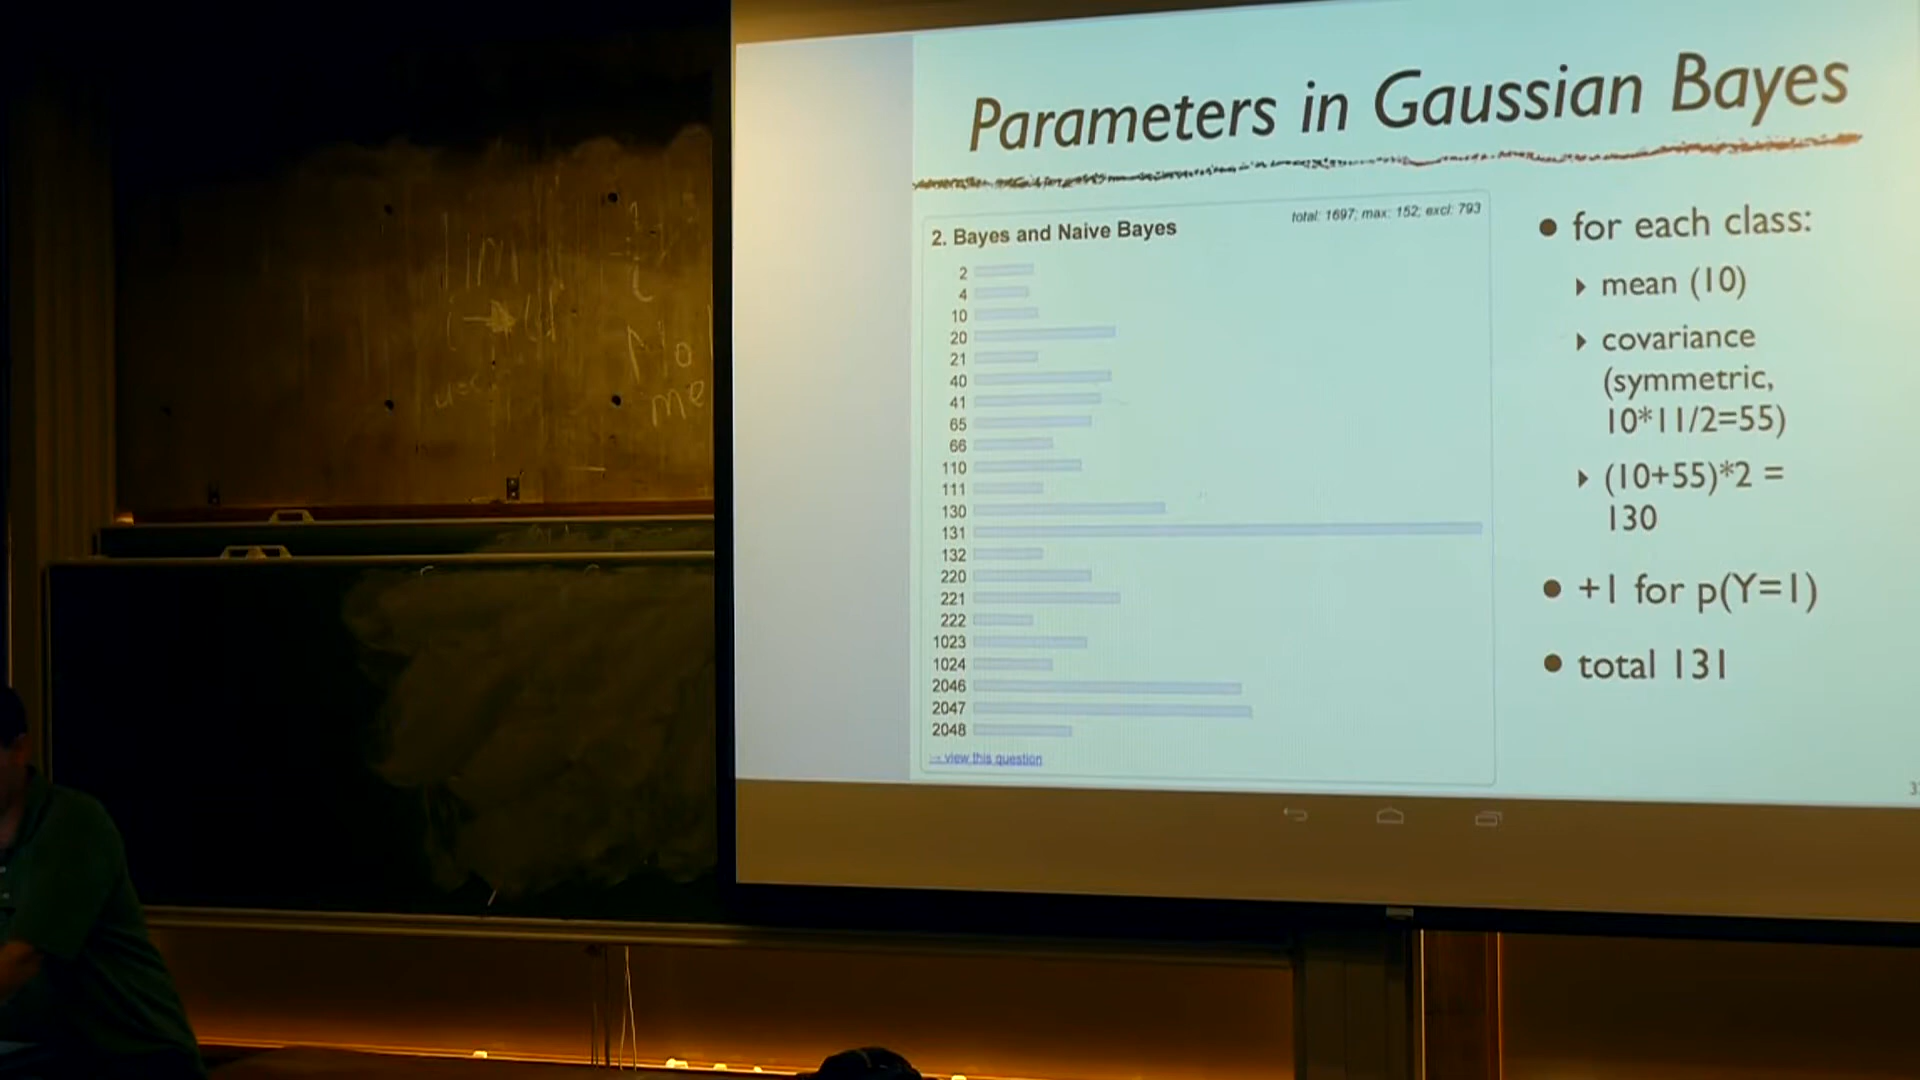 Parameters in Gaussian Bayes
2. Bayes and Naive Bayes
total: 1697; max: 152; excl: 793
2
4
10
20
21
40
41
65
66
110
111
130
131
132
220
221
222
1023
1024
2046
2047
2048
→ view this question
• for each class:
‣ mean (10)
‣ covariance
(symmetric,
10*11/2=55)
‣ (10+55)*2 =
130
• +1 for p(Y=1)
• total 131
lim
No
me